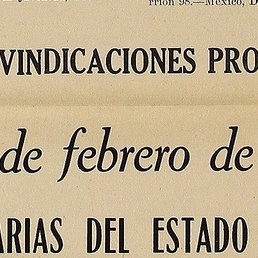 rrión 98.—México, D
VINDICACIONES PRO
de febrero de
ARIAS DEL ESTADO